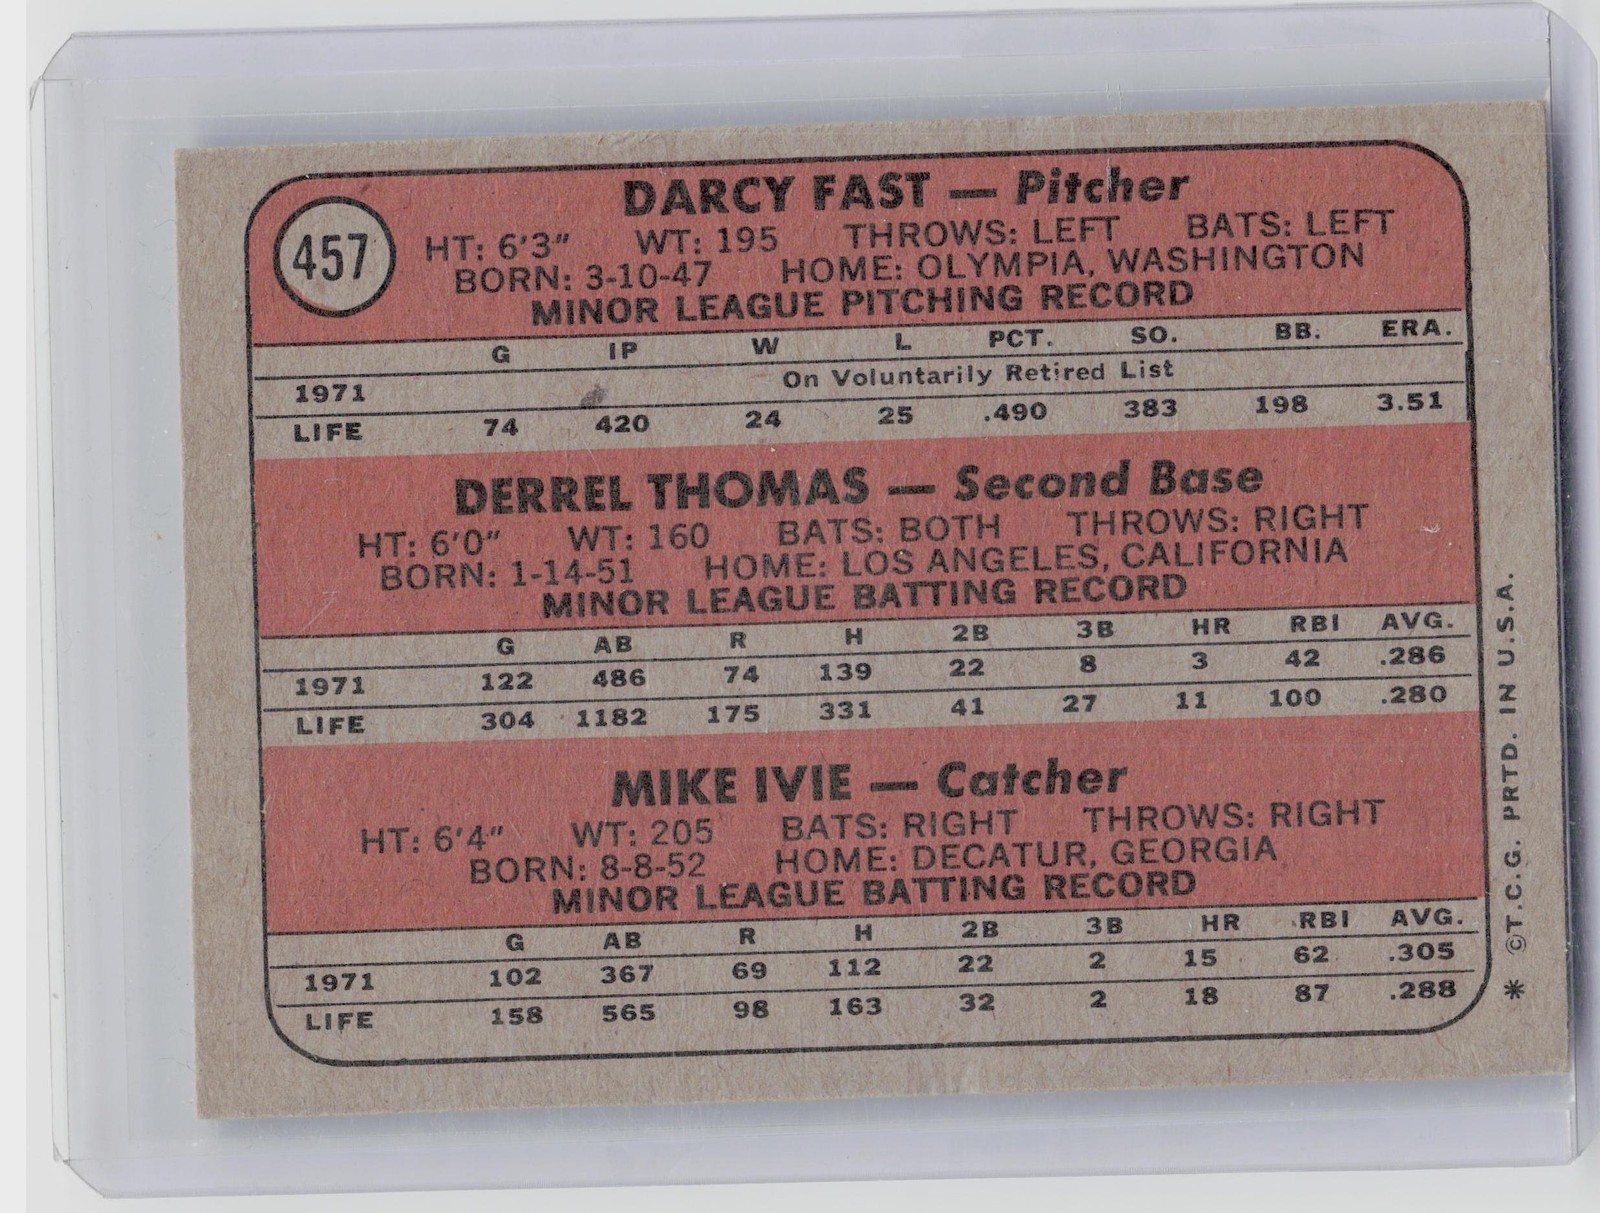 457
DARCY FAST — Pitcher
HT: 6'3" WT: 195 THROWS: LEFT BATS: LEFT
BORN: 3-10-47 HOME: OLYMPIA, WASHINGTON
MINOR LEAGUE PITCHING RECORD
G IP W L PCT. SO. BB. ERA.
1971 On Voluntarily Retired List
LIFE 74 420 24 25 .490 383 198 3.51
DERREL THOMAS — Second Base
HT: 6'0" WT: 160 BATS: BOTH THROWS: RIGHT
BORN: 1-14-51 HOME: LOS ANGELES, CALIFORNIA
MINOR LEAGUE BATTING RECORD
G AB R H 2B 3B HR RBI AVG.
1971 122 486 74 139 22 8 3 42 .286
LIFE 304 1182 175 331 41 27 11 100 .280
MIKE IVIE — Catcher
HT: 6'4" WT: 205 BATS: RIGHT THROWS: RIGHT
BORN: 8-8-52 HOME: DECATUR, GEORGIA
MINOR LEAGUE BATTING RECORD
G AB R H 2B 3B HR RBI AVG.
1971 102 367 69 112 22 2 15 62 .305
LIFE 158 565 98 163 32 2 18 87 .288
* ©T.C.G. PRTD. IN U.S.A.